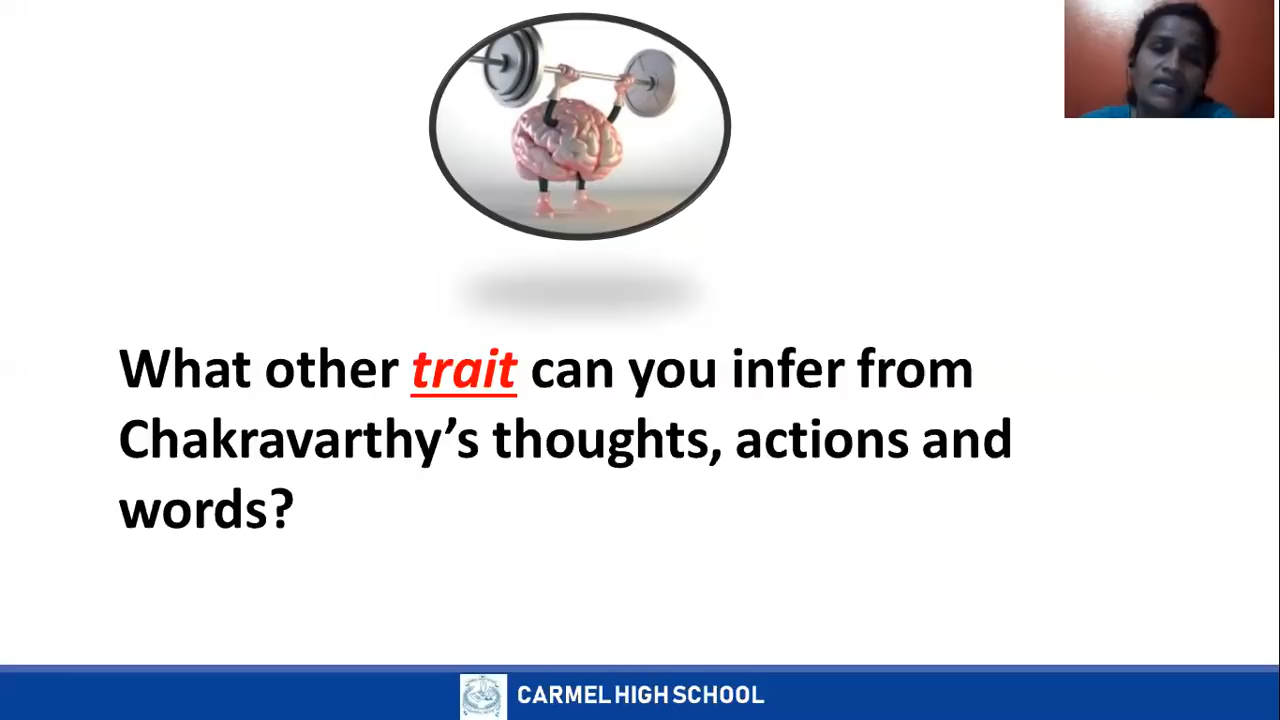 What other trait can you infer from
Chakravarthy’s thoughts, actions and
words?
CARMEL HIGH SCHOOL